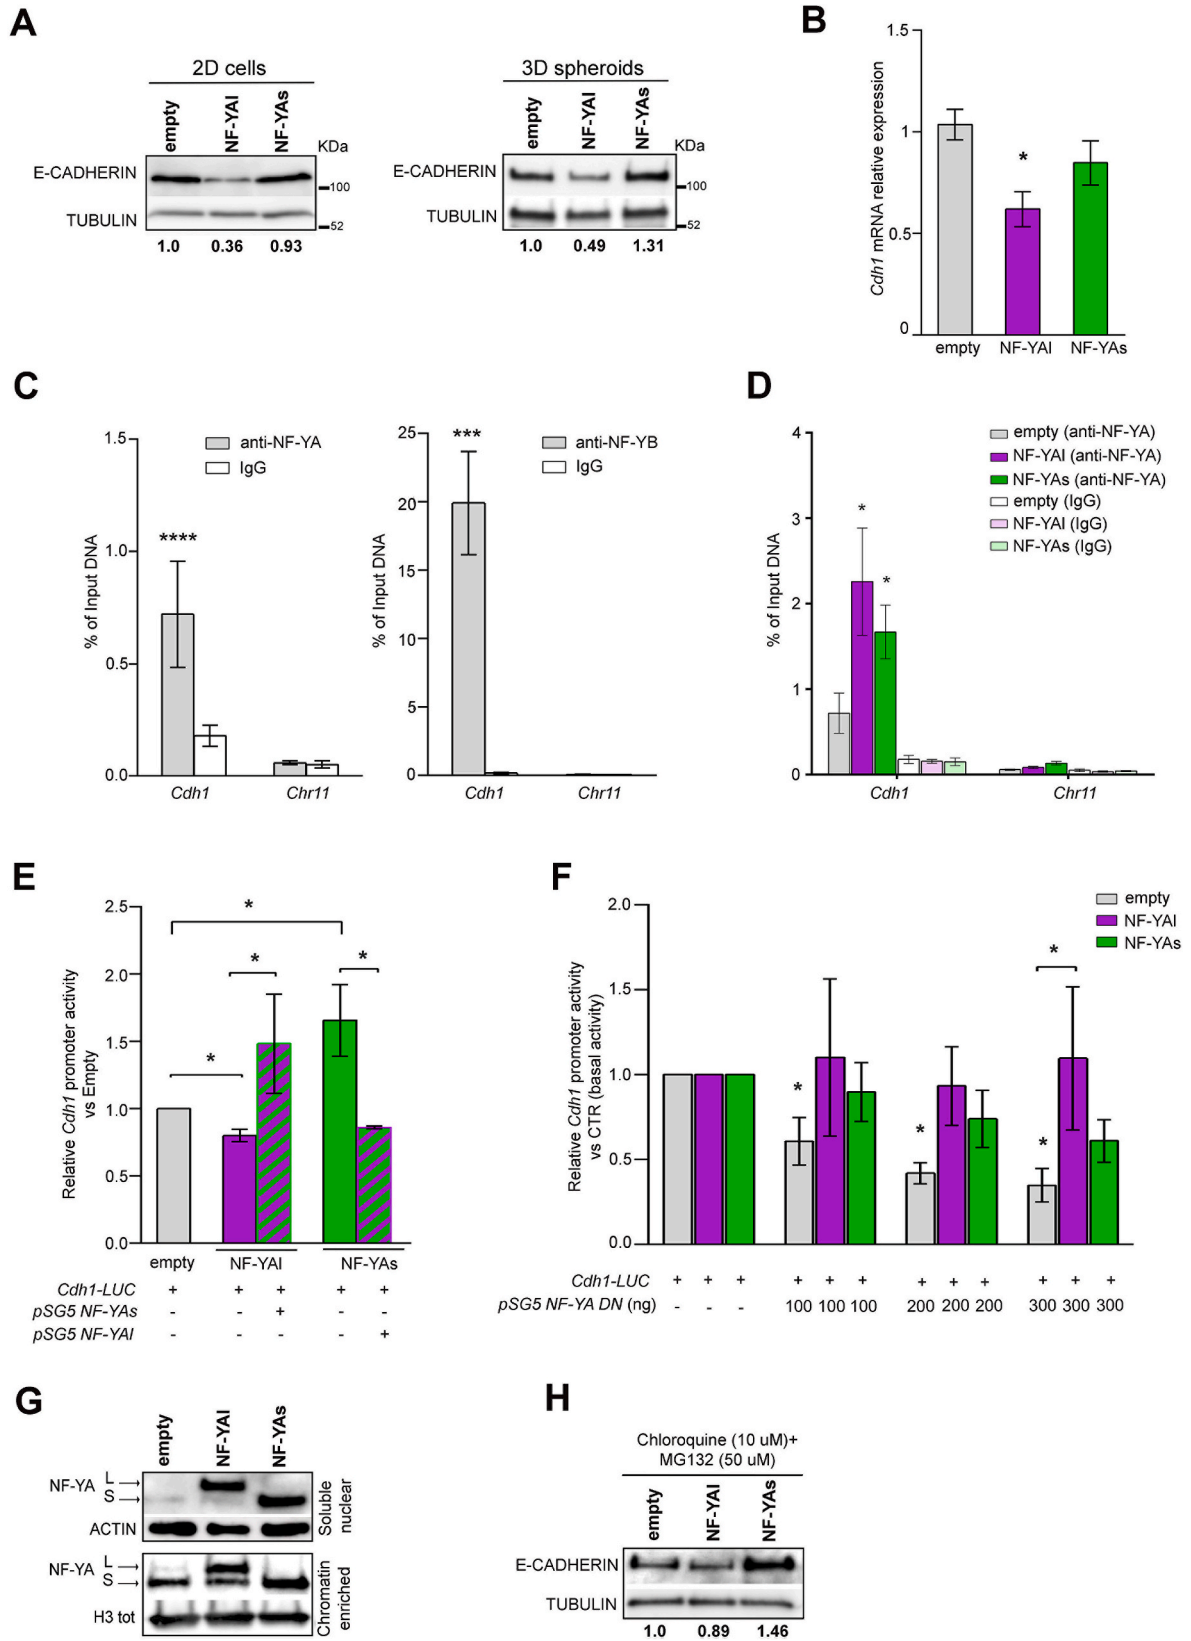 A
2D cells
empty
NF-YAl
NF-YAs
KDa
E-CADHERIN
100
TUBULIN
52
1.0 0.36 0.93
3D spheroids
empty
NF-YAl
NF-YAs
KDa
E-CADHERIN
100
TUBULIN
52
1.0 0.49 1.31
B
Cdh1 mRNA relative expression
1.5
1
0.5
0
*
empty NF-YAl NF-YAs
C
% of Input DNA
1.5
1.0
0.5
0.0
anti-NF-YA
IgG
****
Cdh1 Chr11
% of Input DNA
25
20
15
10
5
0
anti-NF-YB
IgG
***
Cdh1 Chr11
D
% of Input DNA
4
3
2
1
0
empty (anti-NF-YA)
NF-YAl (anti-NF-YA)
NF-YAs (anti-NF-YA)
empty (IgG)
NF-YAl (IgG)
NF-YAs (IgG)
*
*
Cdh1 Chr11
E
Relative Cdh1 promoter activity
vs Empty
2.5
2.0
1.5
1.0
0.5
0.0
*
* *
*
empty NF-YAl NF-YAs
Cdh1-LUC + + + + +
pSG5 NF-YAs - - + - -
pSG5 NF-YAl - - - - +
F
Relative Cdh1 promoter activity
vs CTR (basal activity)
2.0
1.5
1.0
0.5
0.0
empty
NF-YAl
NF-YAs
*
*
*
*
Cdh1-LUC + + + + + + + + + + + +
pSG5 NF-YA DN (ng) - - - 100 100 100 200 200 200 300 300 300
G
empty
NF-YAl
NF-YAs
NF-YA L
S
ACTIN
Soluble
nuclear
NF-YA L
S
H3 tot
Chromatin
enriched
H
Chloroquine (10 uM)+
MG132 (50 uM)
empty
NF-YAl
NF-YAs
E-CADHERIN
TUBULIN
1.0 0.89 1.46